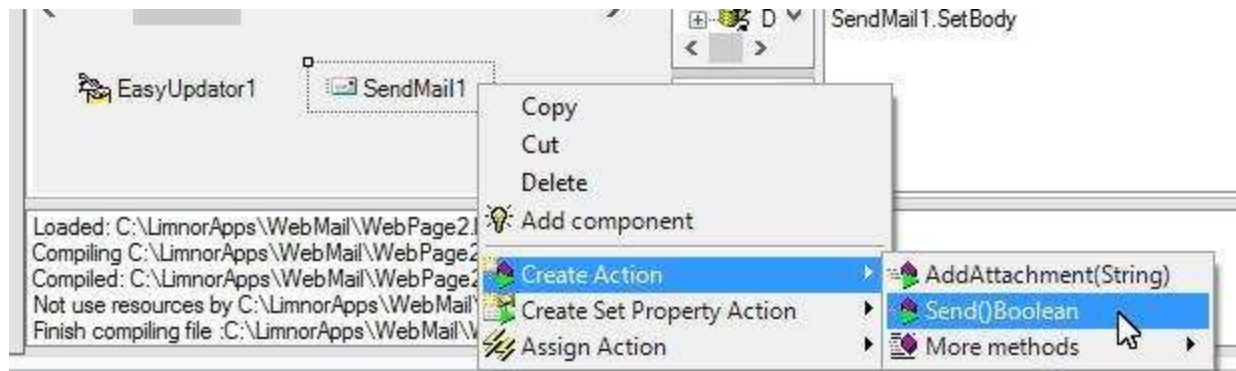 D
SendMail1.SetBody
EasyUpdator1
SendMail1
Copy
Cut
Delete
Add component
Create Action
Create Set Property Action
Assign Action
AddAttachment(String)
Send()Boolean
More methods
Loaded: C:\LimnorApps\WebMail\WebPage2.
Compiling C:\LimnorApps\WebMail\WebPage2
Compiled: C:\LimnorApps\WebMail\WebPage2
Not use resources by C:\LimnorApps\WebMail\
Finish compiling file :C:\LimnorApps\WebMail\